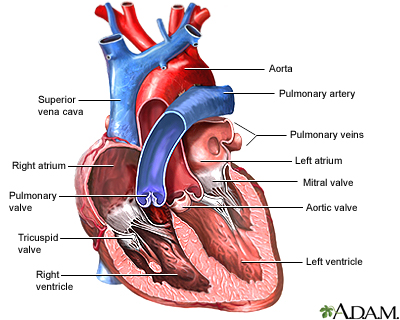 Aorta
Pulmonary artery
Superior
vena cava
Pulmonary veins
Right atrium
Left atrium
Mitral valve
Pulmonary
valve
Aortic valve
Tricuspid
valve
Left ventricle
Right
ventricle
ADAM.